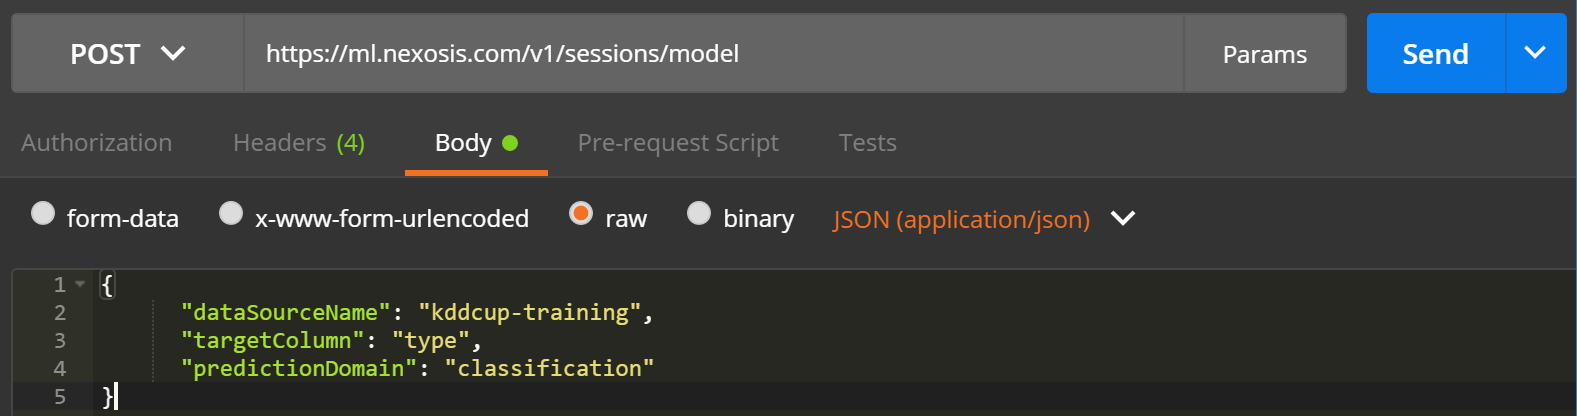 POST https://ml.nexosis.com/v1/sessions/model Params Send
Authorization Headers (4) Body Pre-request Script Tests
form-data x-www-form-urlencoded raw binary JSON (application/json)
1 {
2 "dataSourceName": "kddcup-training",
3 "targetColumn": "type",
4 "predictionDomain": "classification"
5 }